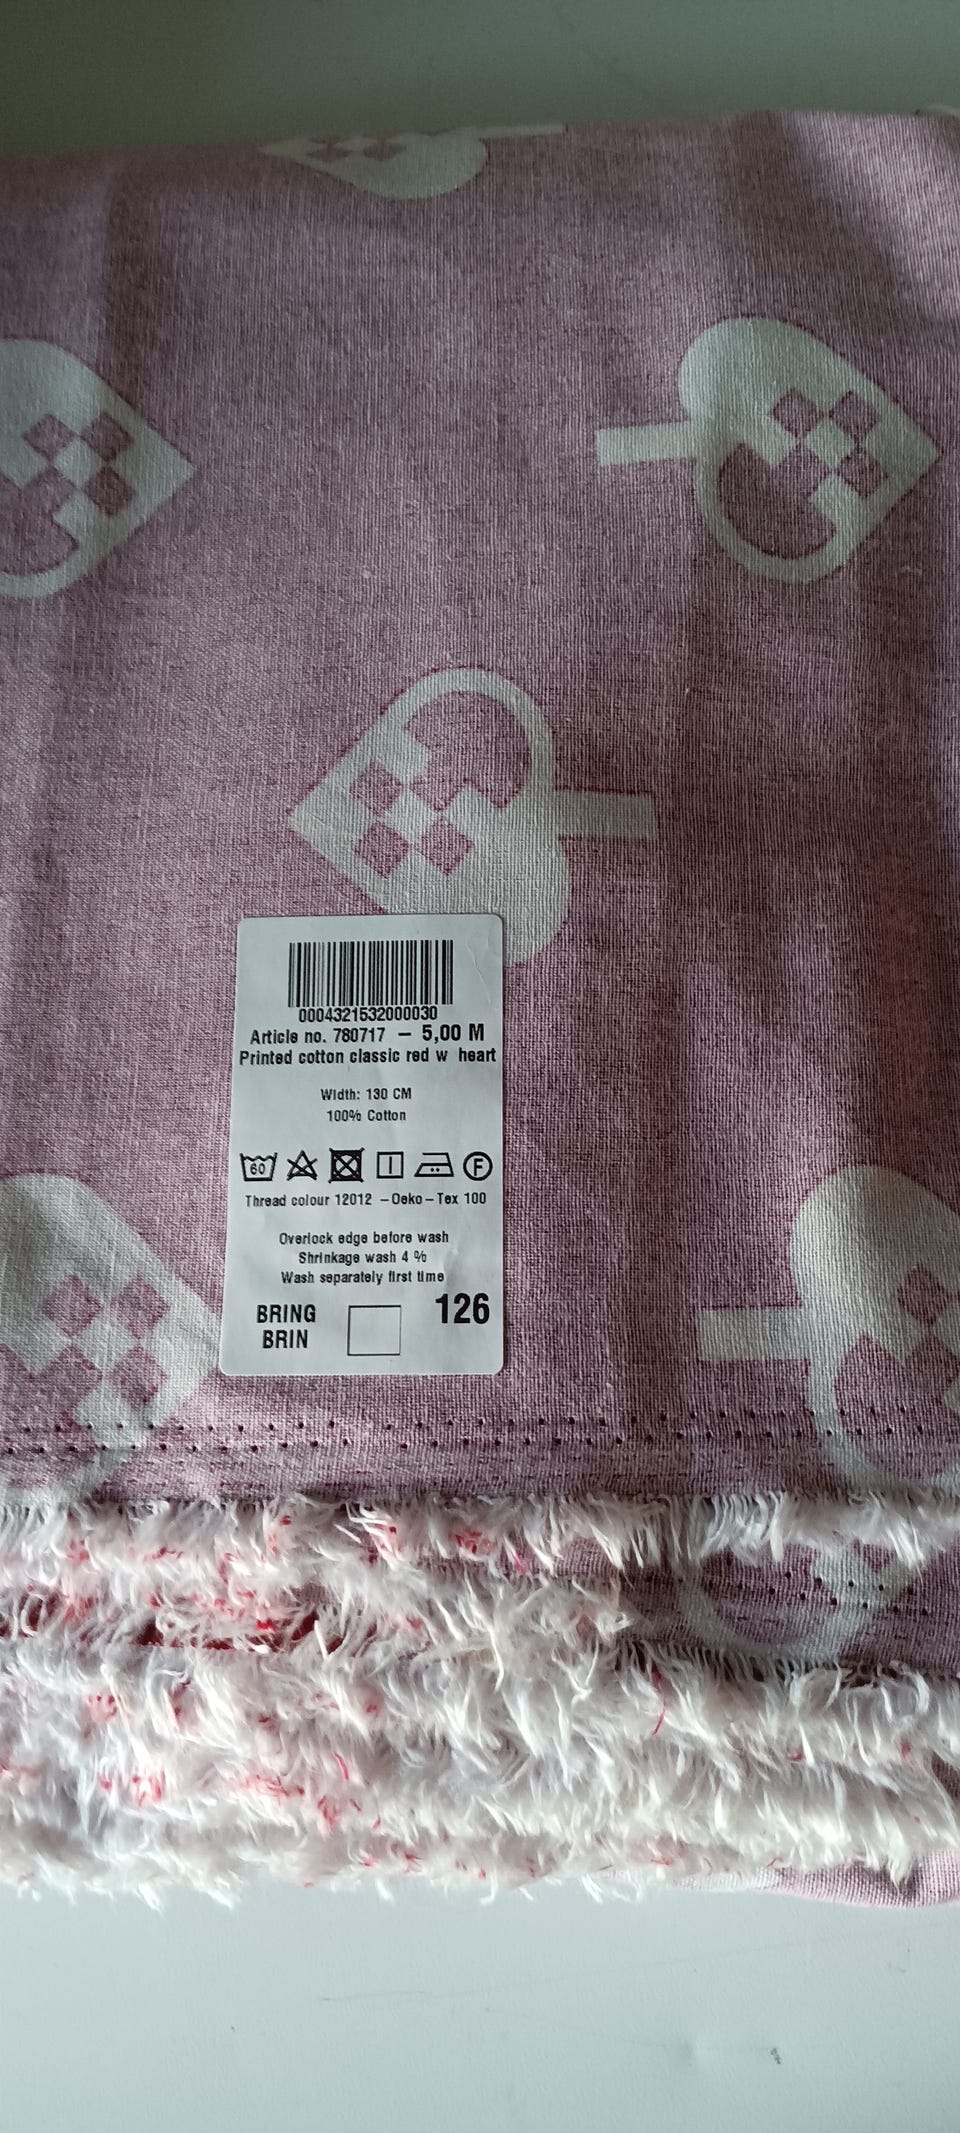 0004321532000030
Article no. 780717 – 5,00 M
Printed cotton classic red w heart
Width: 130 CM
100% Cotton
60 F
Thread colour 12012 – Oeko – Tex 100
Overlock edge before wash
Shrinkage wash 4 %
Wash separately first time
BRING 126
BRIN